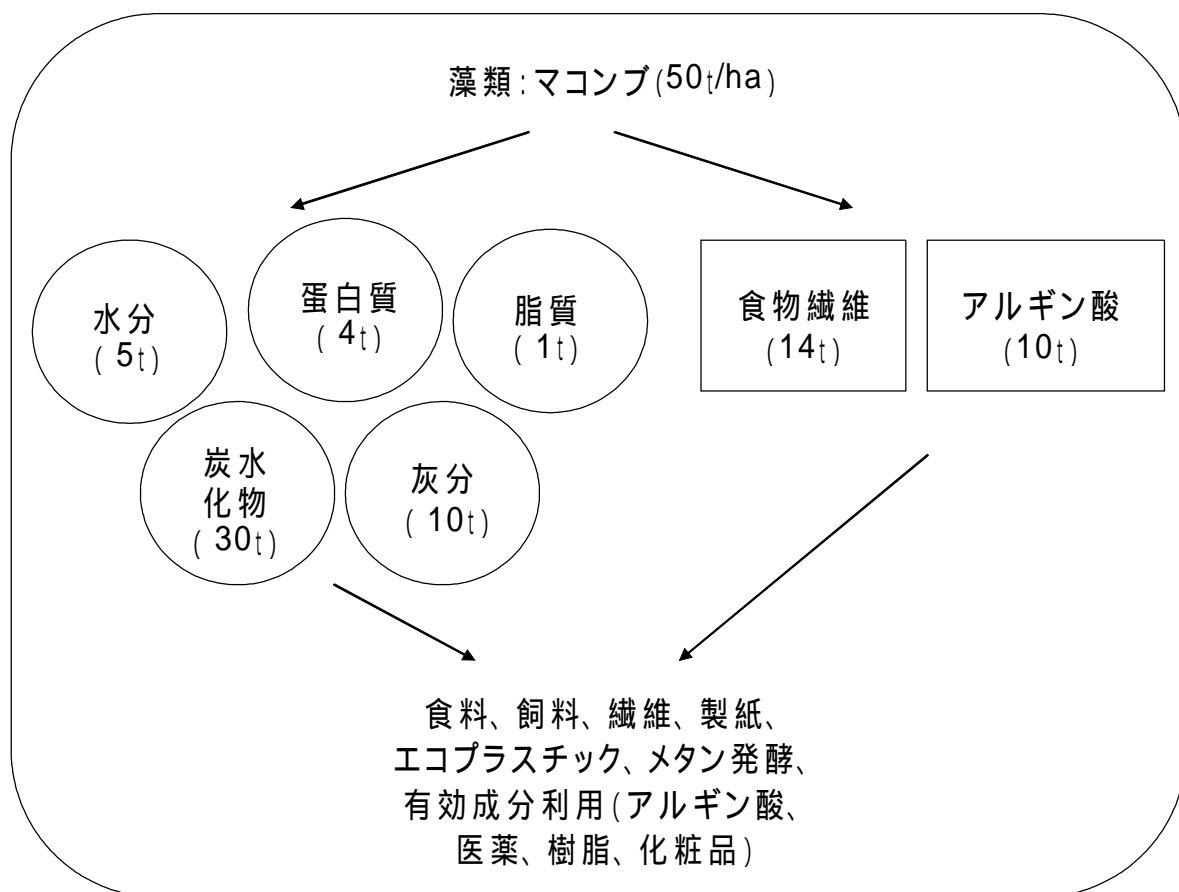 藻類:マコンブ(50t/ha)
水分
(5t)
蛋白質
(4t)
脂質
(1t)
食物繊維
(14t)
アルギン酸
(10t)
炭水
化物
(30t)
灰分
(10t)
食料、飼料、繊維、製紙、
エコプラスチック、メタン発酵、
有効成分利用(アルギン酸、
医薬、樹脂、化粧品)